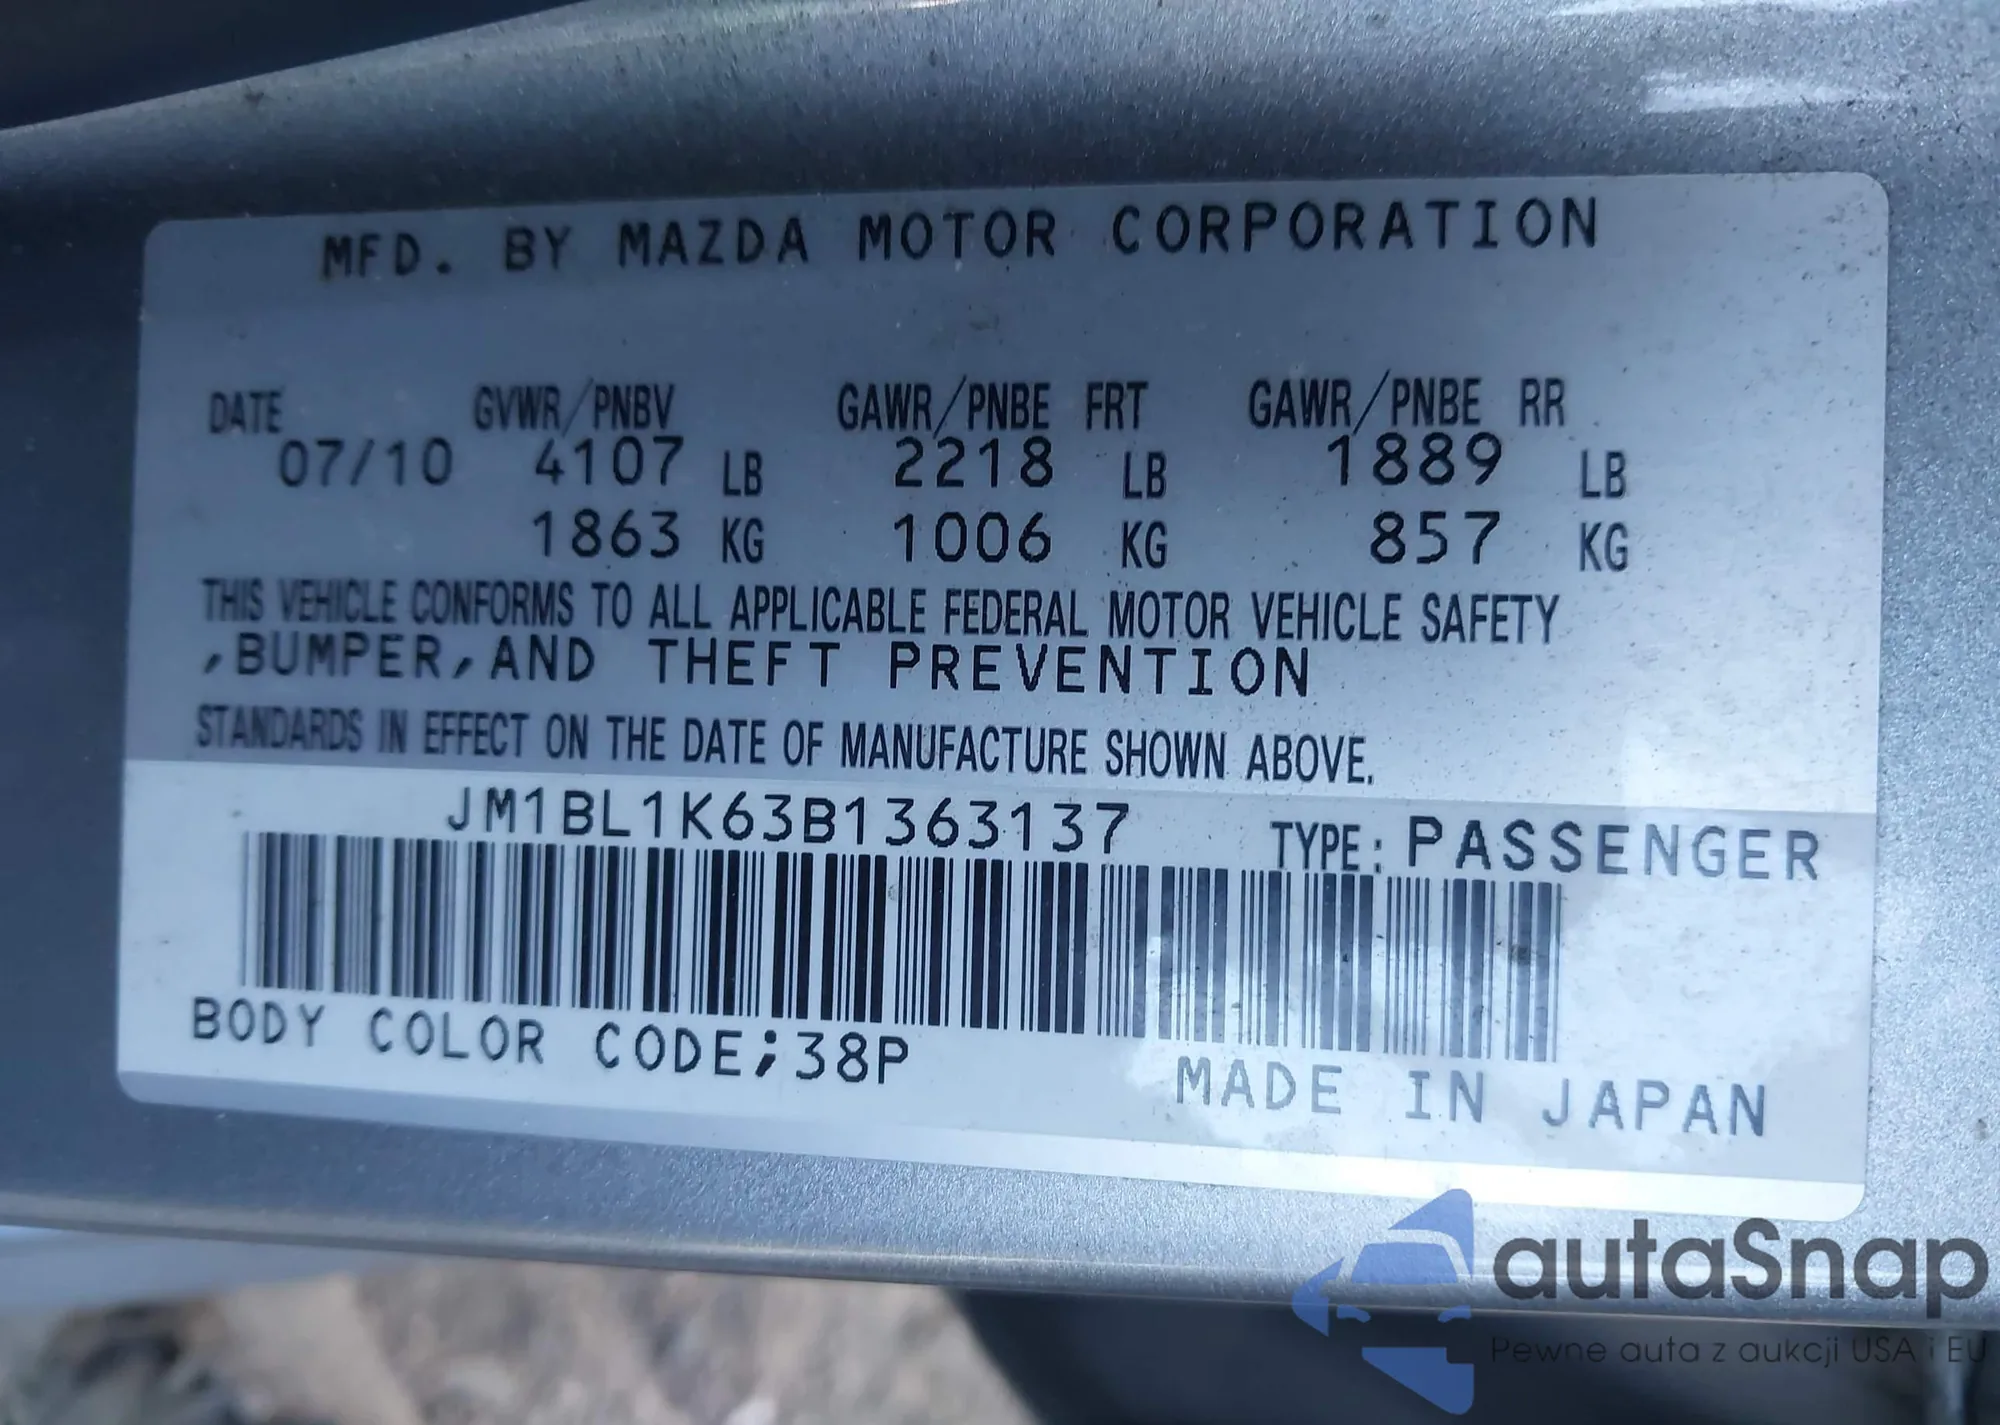 MFD. BY MAZDA MOTOR CORPORATION
DATE GVWR/PNBV GAWR/PNBE FRT GAWR/PNBE RR
07/10 4107 LB 2218 LB 1889 LB
1863 KG 1006 KG 857 KG
THIS VEHICLE CONFORMS TO ALL APPLICABLE FEDERAL MOTOR VEHICLE SAFETY
,BUMPER,AND THEFT PREVENTION
STANDARDS IN EFFECT ON THE DATE OF MANUFACTURE SHOWN ABOVE.
JM1BL1K63B1363137 TYPE: PASSENGER
BODY COLOR CODE;38P
MADE IN JAPAN
autaSnap
Pewne auta z aukcji USA i EU